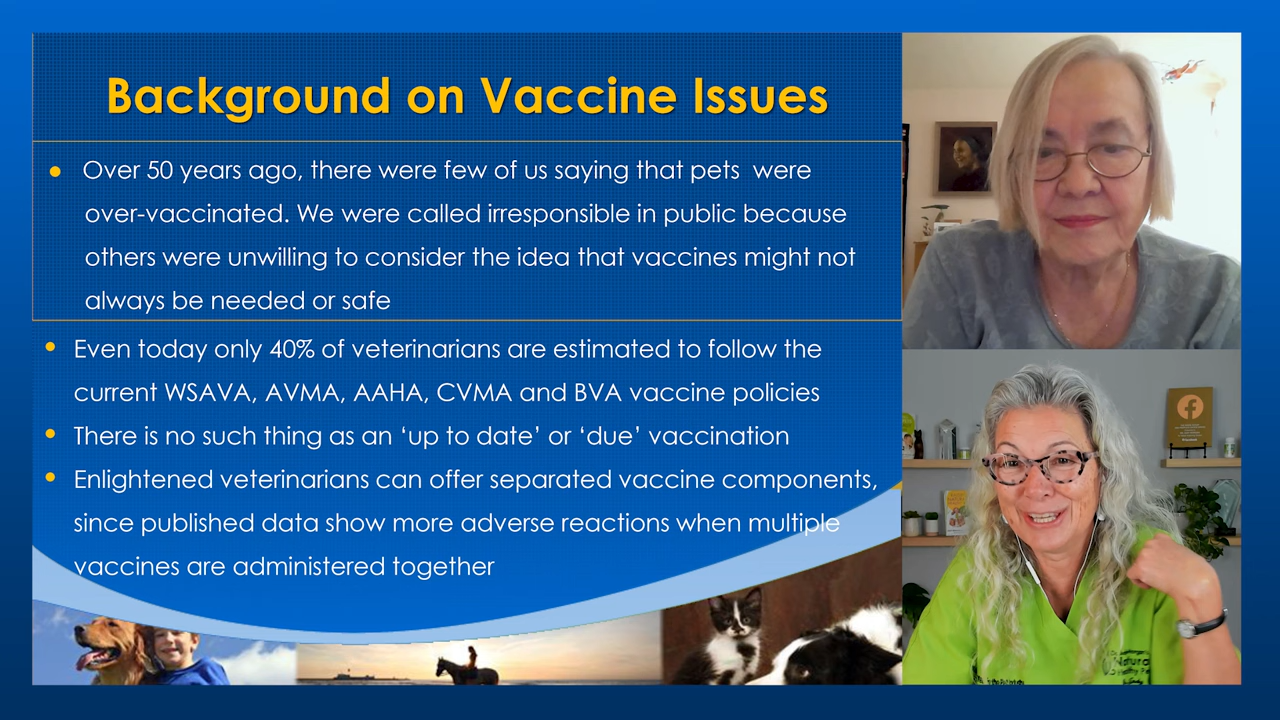 Background on Vaccine Issues
• Over 50 years ago, there were few of us saying that pets were
over-vaccinated. We were called irresponsible in public because
others were unwilling to consider the idea that vaccines might not
always be needed or safe
• Even today only 40% of veterinarians are estimated to follow the
current WSAVA, AVMA, AAHA, CVMA and BVA vaccine policies
• There is no such thing as an ‘up to date’ or ‘due’ vaccination
• Enlightened veterinarians can offer separated vaccine components,
since published data show more adverse reactions when multiple
vaccines are administered together